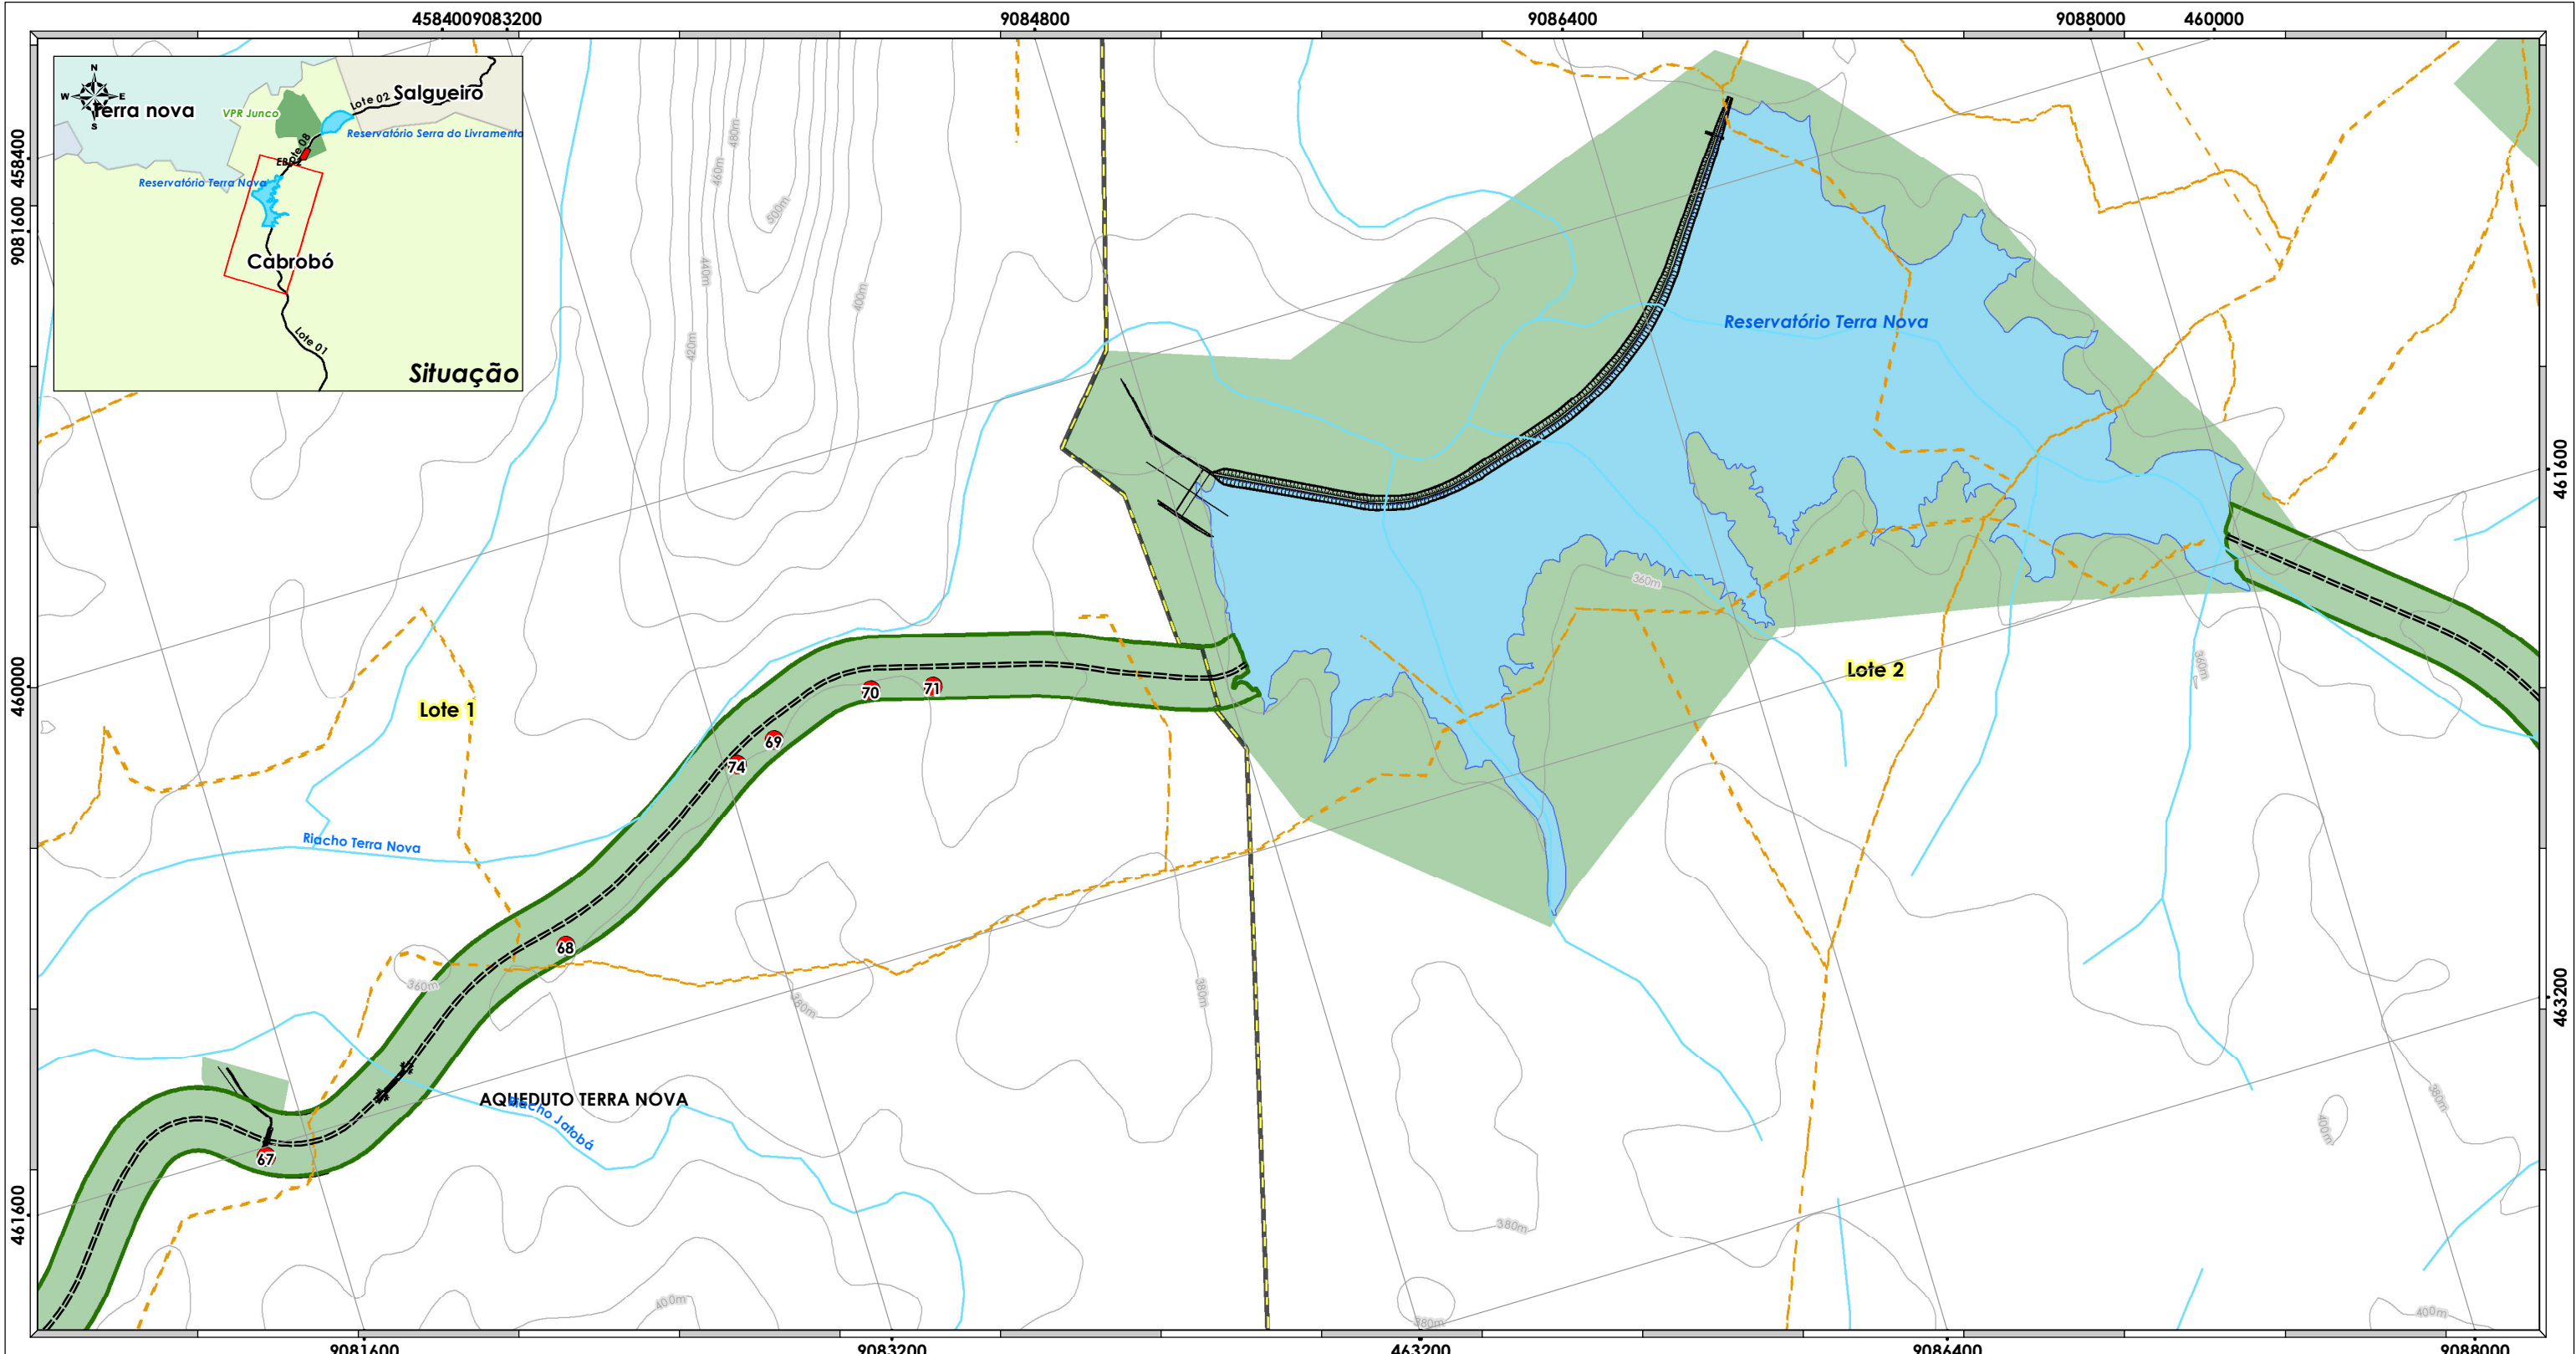 4584009083200
9084800
9086400
9088000
460000
N
W
E
S
Terra nova
VPR Junco
Lote 02
Salgueiro
Reservatório Serra do Livramento
Lote 08
Reservatório Terra Nova
Cabrobó
Lote 01
Situação
458400
9081600
460000
461600
461600
463200
480m
460m
500m
440m
400m
420m
Reservatório Terra Nova
360m
Lote 2
360m
Lote 1
70
71
69
74
Riacho Terra Nova
68
360m
380m
380m
AQUEDUTO TERRA NOVA
Riacho Jatobá
67
380m
400m
380m
400m
380m
400m
9081600
9083200
463200
9086400
9088000